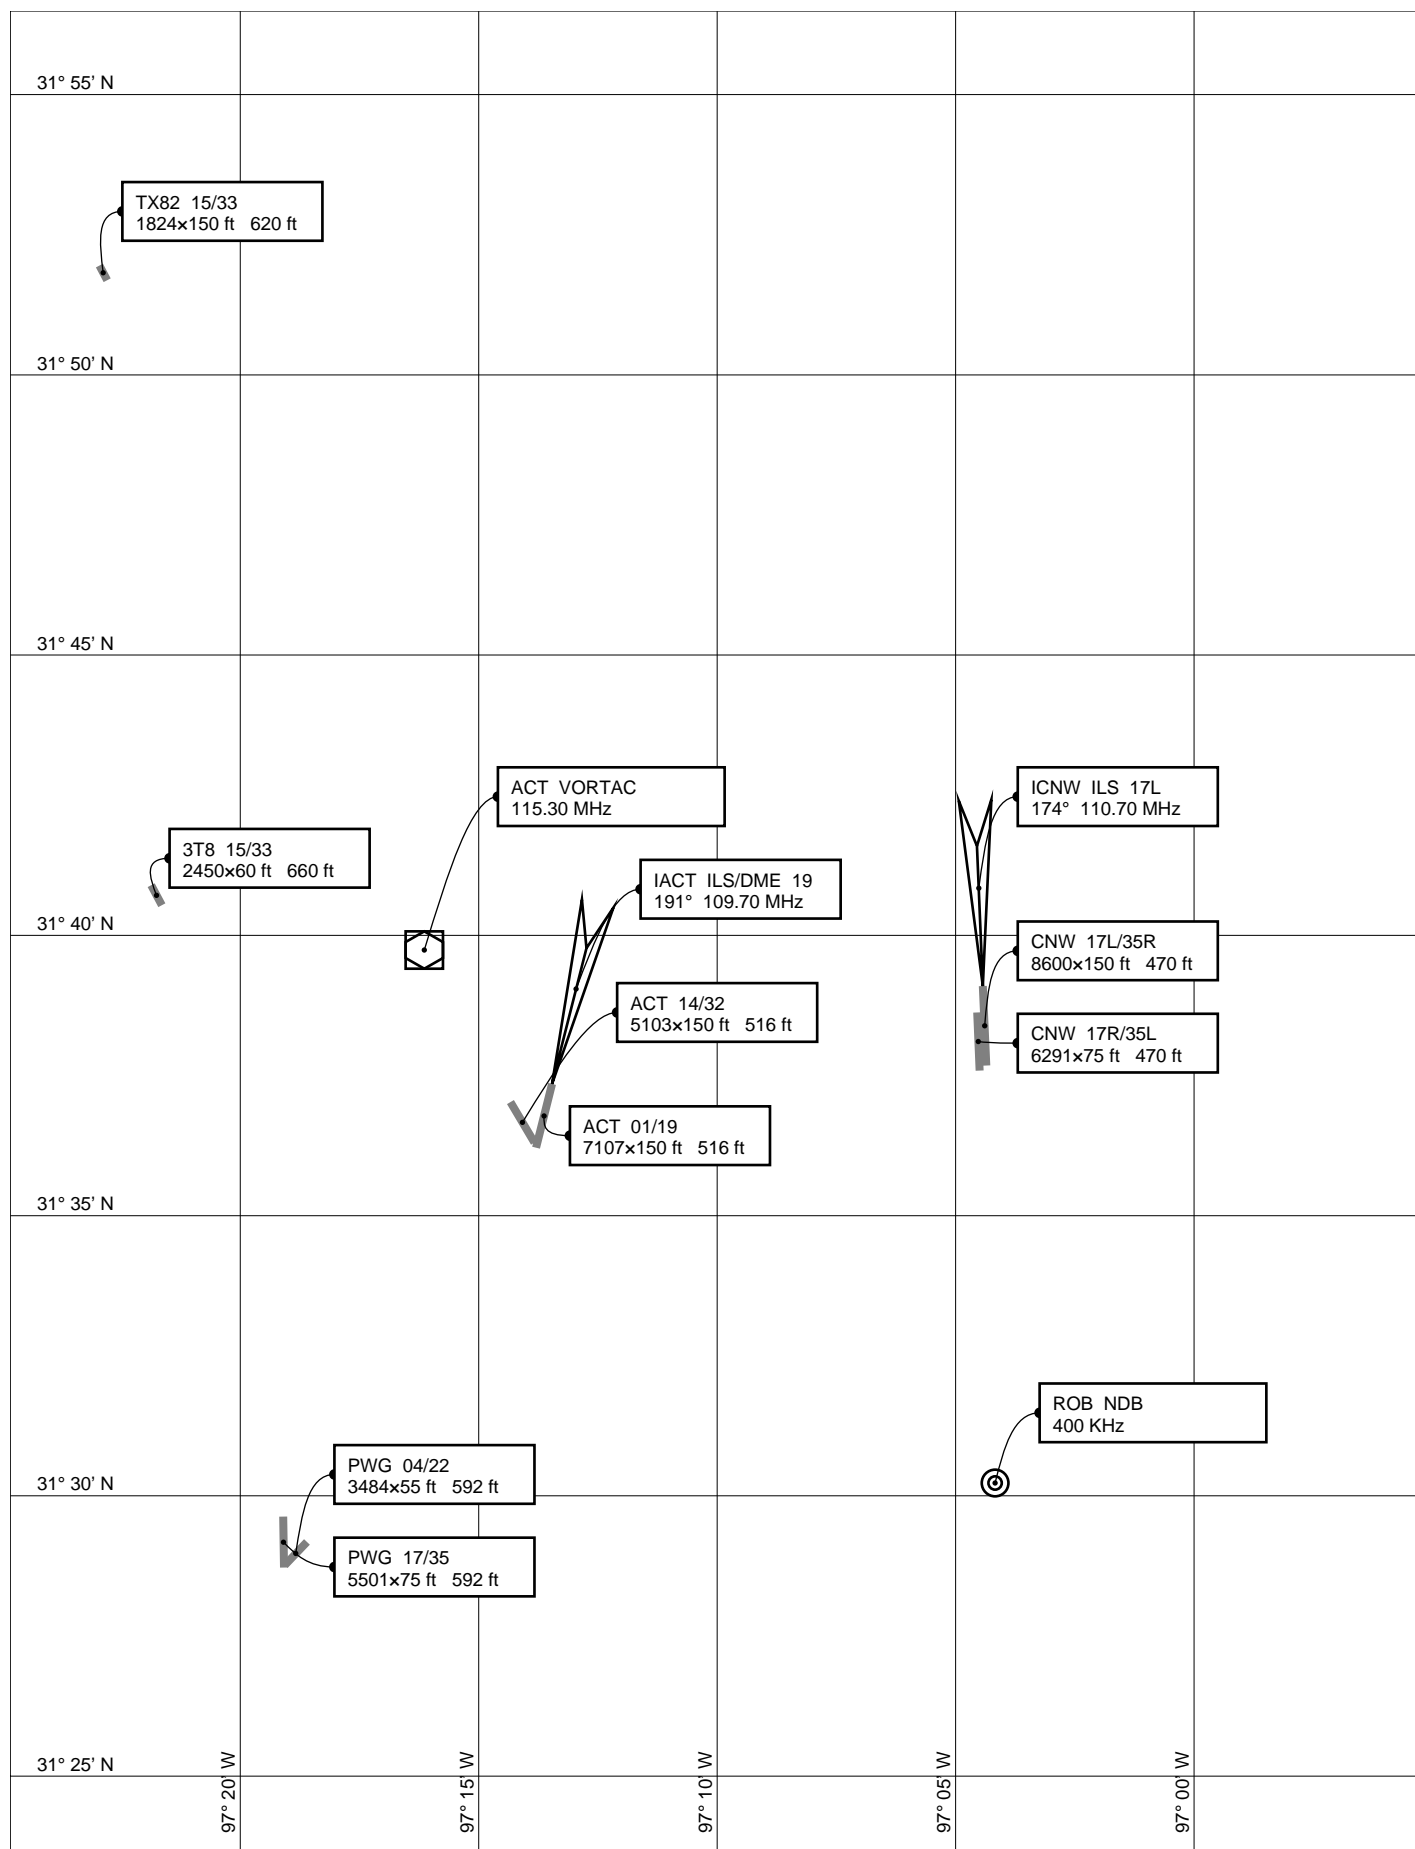 31° 55' N
TX82 15/33
1824×150 ft 620 ft
31° 50' N
31° 45' N
ACT VORTAC
115.30 MHz
ICNW ILS 17L
174° 110.70 MHz
3T8 15/33
2450×60 ft 660 ft
IACT ILS/DME 19
191° 109.70 MHz
31° 40' N
CNW 17L/35R
8600×150 ft 470 ft
ACT 14/32
5103×150 ft 516 ft
CNW 17R/35L
6291×75 ft 470 ft
ACT 01/19
7107×150 ft 516 ft
31° 35' N
ROB NDB
400 KHz
PWG 04/22
3484×55 ft 592 ft
31° 30' N
PWG 17/35
5501×75 ft 592 ft
31° 25' N
97° 20' W
97° 15' W
97° 10' W
97° 05' W
97° 00' W